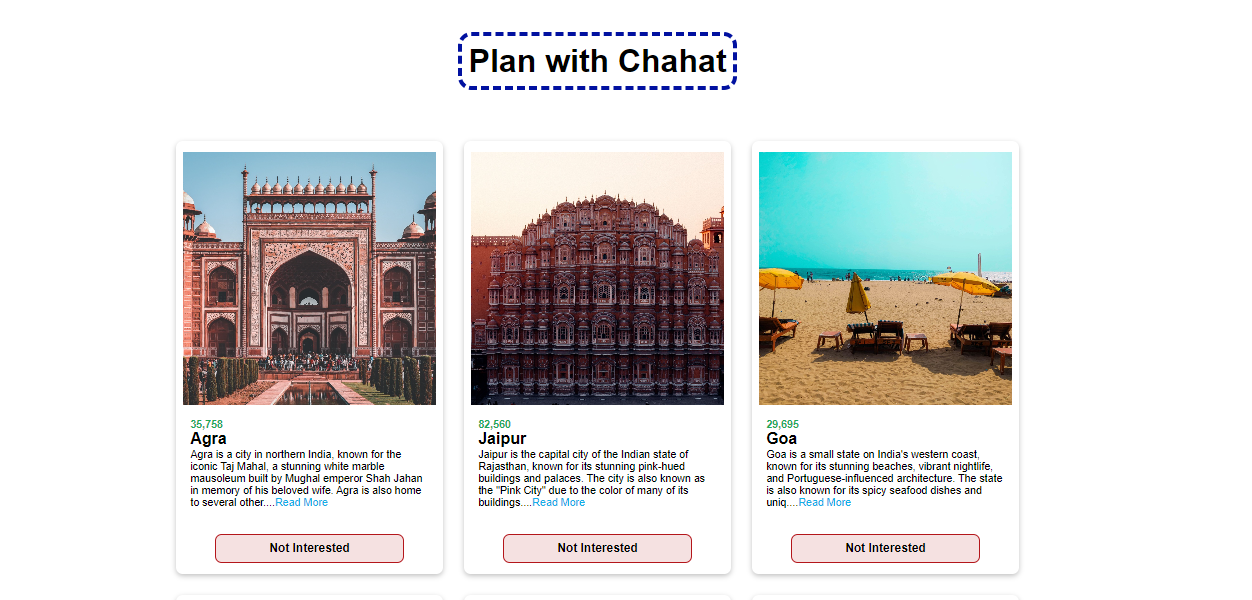 Plan with Chahat
35,758
Agra
Agra is a city in northern India, known for the
iconic Taj Mahal, a stunning white marble
mausoleum built by Mughal emperor Shah Jahan
in memory of his beloved wife. Agra is also home
to several other....Read More
Not Interested
82,560
Jaipur
Jaipur is the capital city of the Indian state of
Rajasthan, known for its stunning pink-hued
buildings and palaces. The city is also known as
the "Pink City" due to the color of many of its
buildings....Read More
Not Interested
29,695
Goa
Goa is a small state on India's western coast,
known for its stunning beaches, vibrant nightlife,
and Portuguese-influenced architecture. The state
is also known for its spicy seafood dishes and
uniq....Read More
Not Interested